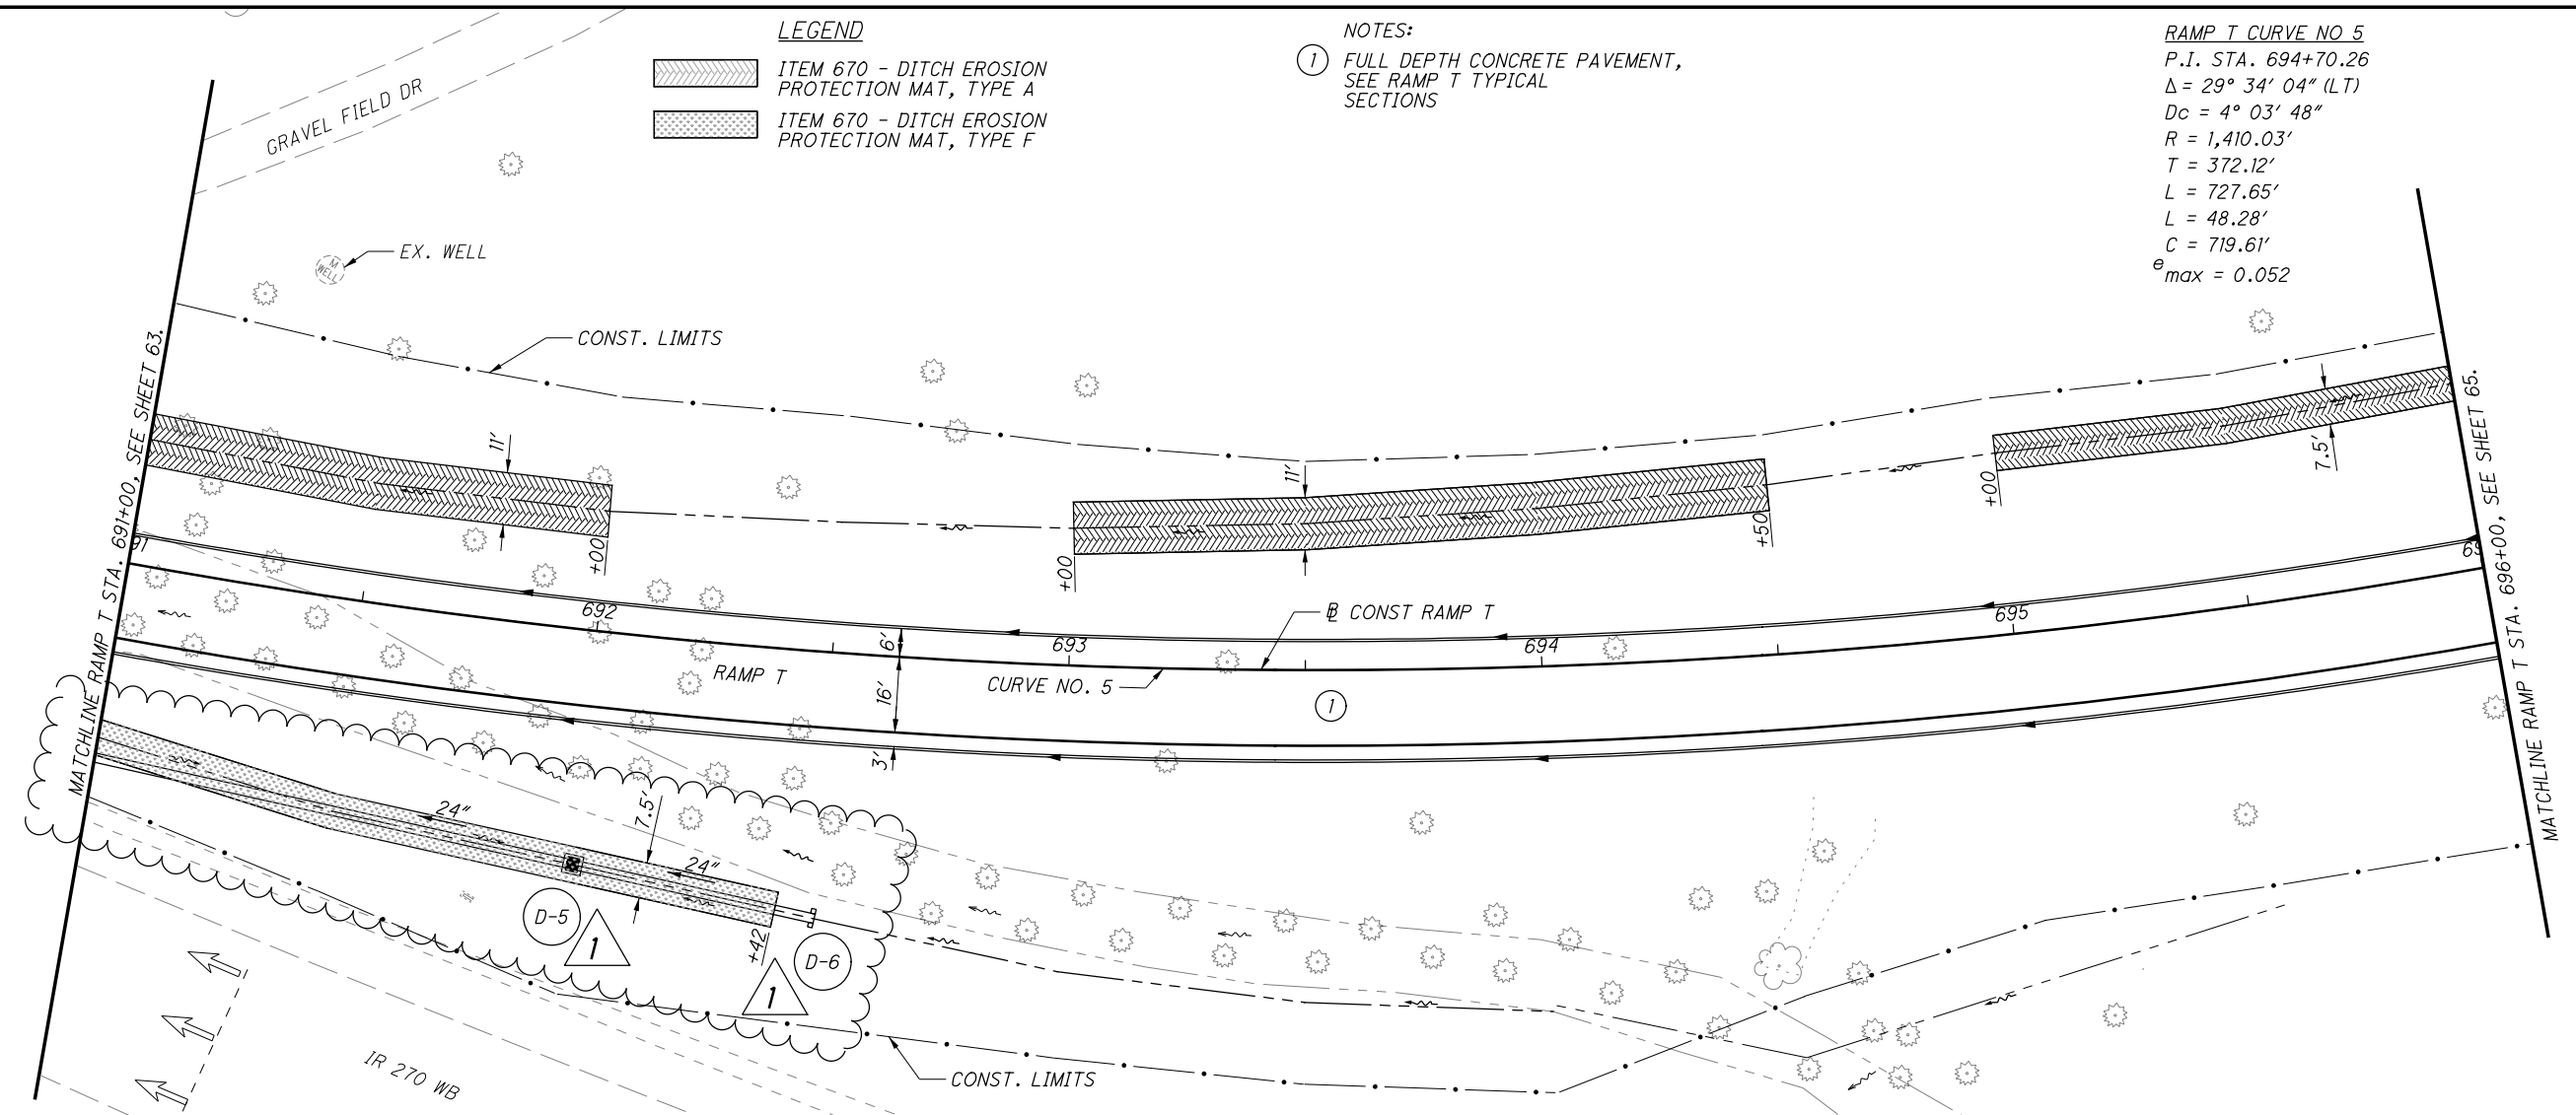 LEGEND
ITEM 670 - DITCH EROSION
PROTECTION MAT, TYPE A
ITEM 670 - DITCH EROSION
PROTECTION MAT, TYPE F
NOTES:
1 FULL DEPTH CONCRETE PAVEMENT,
SEE RAMP T TYPICAL
SECTIONS
RAMP T CURVE NO 5
P.I. STA. 694+70.26
Δ = 29° 34' 04" (LT)
Dc = 4° 03' 48"
R = 1,410.03'
T = 372.12'
L = 727.65'
L = 48.28'
C = 719.61'
e max = 0.052
GRAVEL FIELD DR
M
WELL
EX. WELL
CONST. LIMITS
MATCHLINE RAMP T STA. 691+00, SEE SHEET 63.
11'
+00
11'
+00
+50
+00
7.5'
MATCHLINE RAMP T STA. 696+00, SEE SHEET 65.
692
693
694
695
℄ CONST RAMP T
6'
16'
3'
RAMP T
CURVE NO. 5
1
24"
7.5'
24"
D-5
1
+42
D-6
1
IR 270 WB
CONST. LIMITS